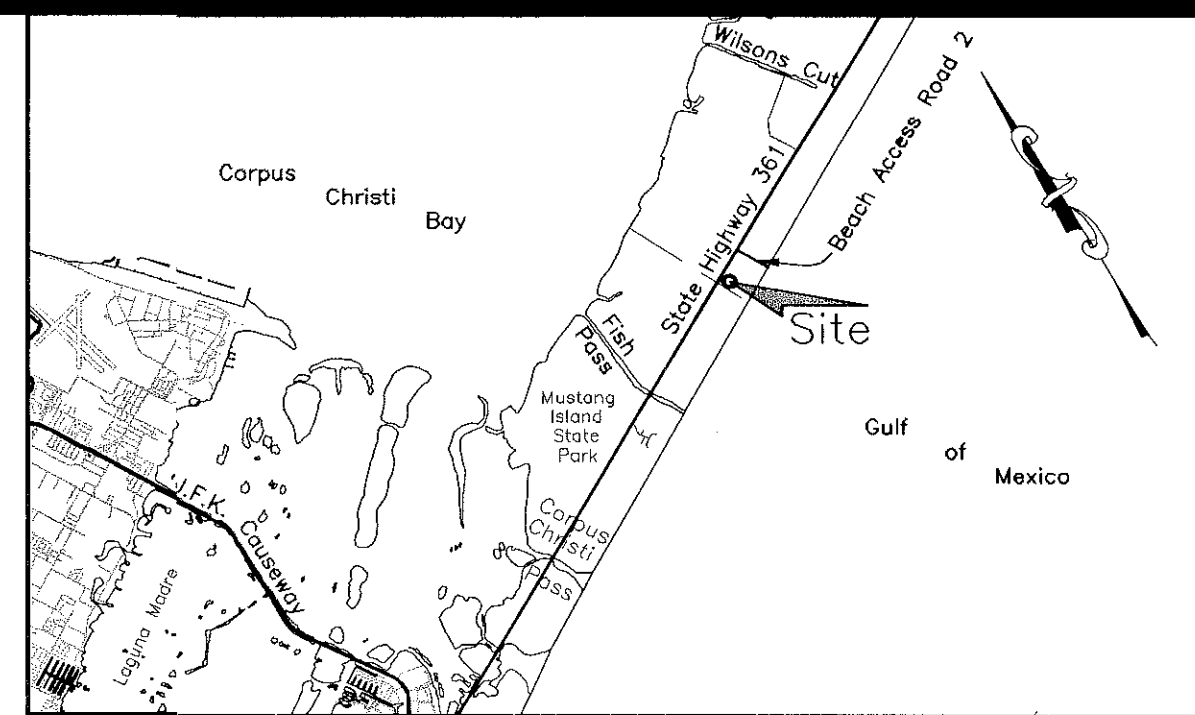 Wilsons Cut
Beach Access Road 2
State Highway 361
Corpus
Christi
Bay
Site
Fish
Pass
Mustang
Island
State
Park
Gulf
of
Mexico
Corpus
Christi
Pass
J.F.K. Causeway
Laguna Madre